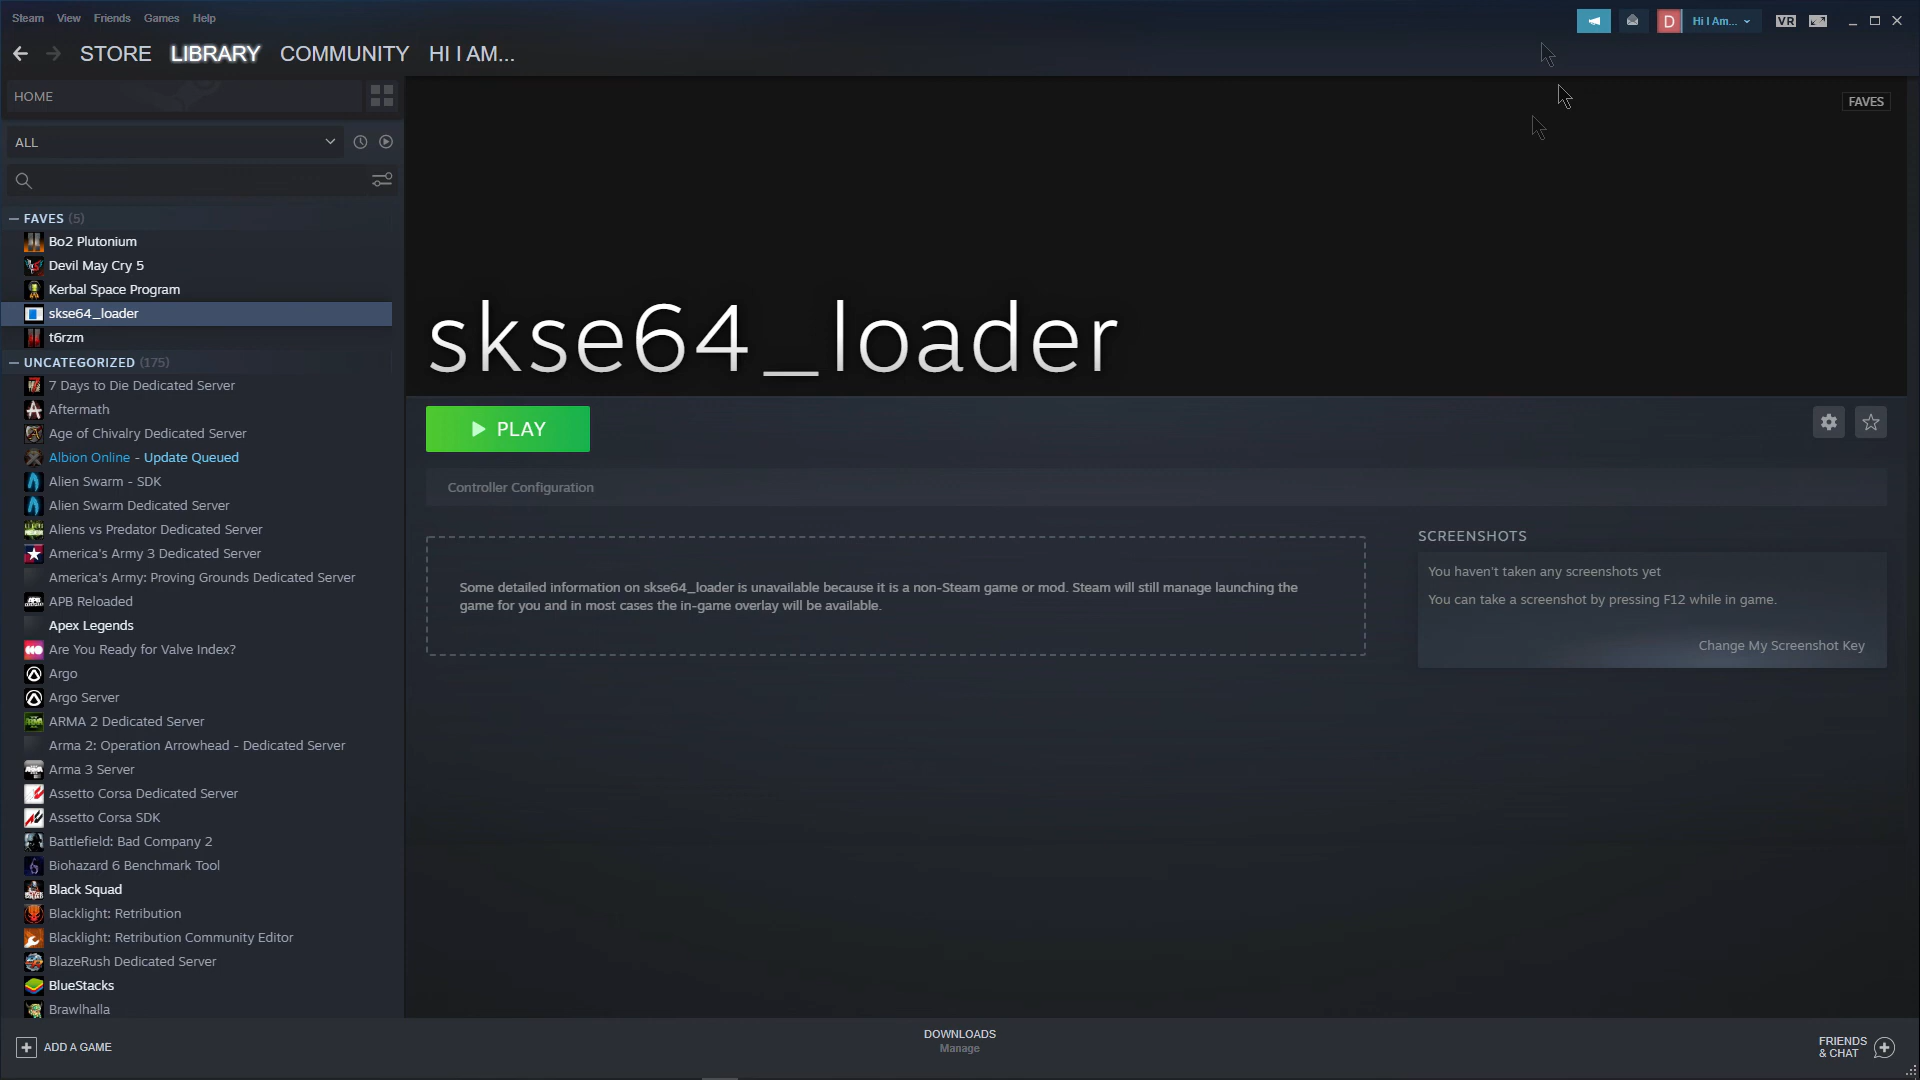 Steam View Friends Games Help
D Hi I Am... VR
STORE LIBRARY COMMUNITY HI I AM...
HOME
FAVES
ALL
FAVES (5)
Bo2 Plutonium
Devil May Cry 5
Kerbal Space Program
skse64_loader
t6rzm
UNCATEGORIZED (175)
7 Days to Die Dedicated Server
Aftermath
Age of Chivalry Dedicated Server
Albion Online - Update Queued
Alien Swarm - SDK
Alien Swarm Dedicated Server
Aliens vs Predator Dedicated Server
America's Army 3 Dedicated Server
America's Army: Proving Grounds Dedicated Server
APB Reloaded
Apex Legends
Are You Ready for Valve Index?
Argo
Argo Server
ARMA 2 Dedicated Server
Arma 2: Operation Arrowhead - Dedicated Server
Arma 3 Server
Assetto Corsa Dedicated Server
Assetto Corsa SDK
Battlefield: Bad Company 2
Biohazard 6 Benchmark Tool
Black Squad
Blacklight: Retribution
Blacklight: Retribution Community Editor
BlazeRush Dedicated Server
BlueStacks
Brawlhalla
skse64_loader
PLAY
Controller Configuration
Some detailed information on skse64_loader is unavailable because it is a non-Steam game or mod. Steam will still manage launching the
game for you and in most cases the in-game overlay will be available.
SCREENSHOTS
You haven't taken any screenshots yet
You can take a screenshot by pressing F12 while in game.
Change My Screenshot Key
ADD A GAME
DOWNLOADS
Manage
FRIENDS
& CHAT